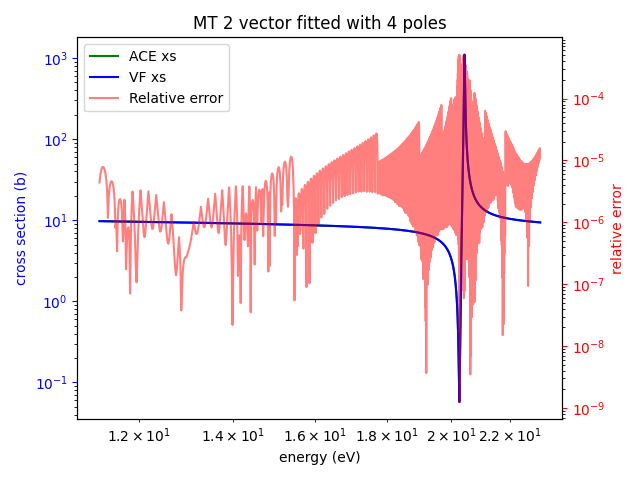 MT 2 vector fitted with 4 poles
ACE xs
VF xs
Relative error
cross section (b)
10³
10²
10¹
10⁰
10⁻¹
relative error
10⁻⁴
10⁻⁵
10⁻⁶
10⁻⁷
10⁻⁸
10⁻⁹
1.2 × 10¹ 1.4 × 10¹ 1.6 × 10¹ 1.8 × 10¹ 2 × 10¹ 2.2 × 10¹
energy (eV)